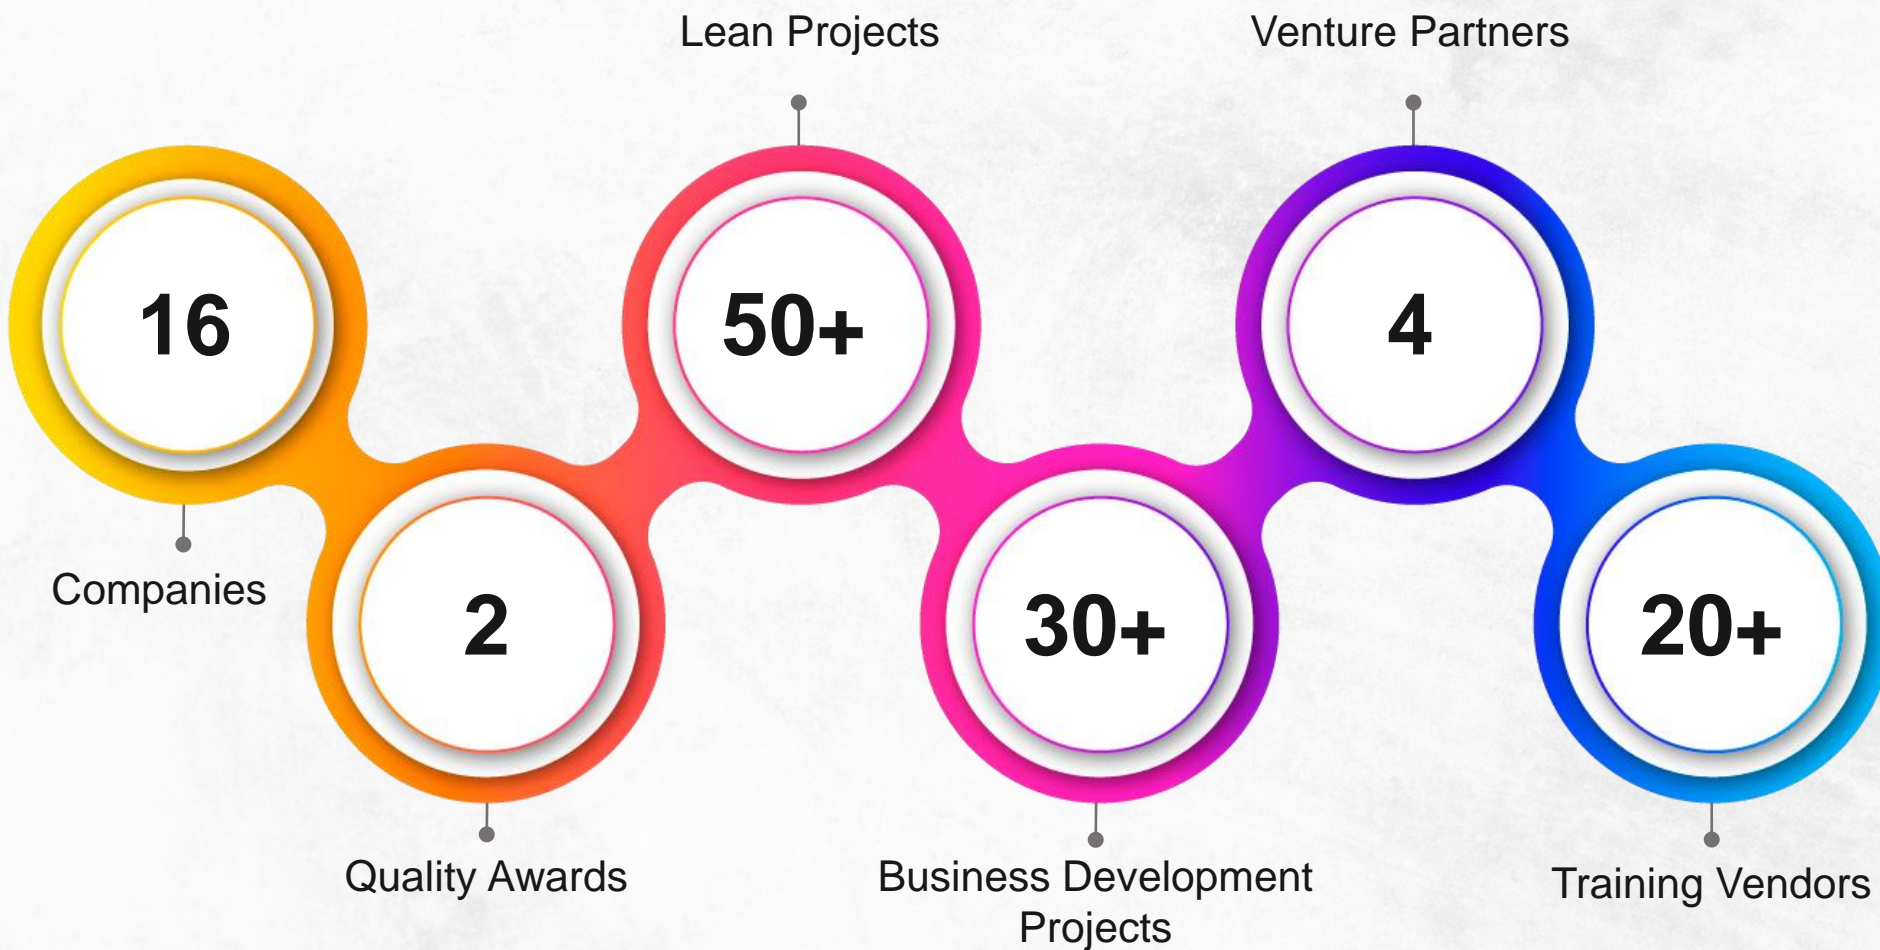 Lean Projects
Venture Partners
16
50+
4
Companies
2
30+
20+
Quality Awards
Business Development
Projects
Training Vendors